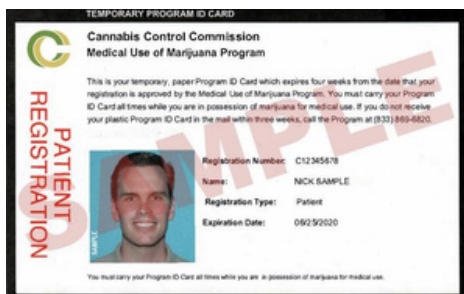 TEMPORARY PROGRAM ID CARD
Cannabis Control Commission
Medical Use of Marijuana Program
This is your temporary, paper Program ID Card which expires four weeks from the date that your
registration is approved by the Medical Use of Marijuana Program. You must carry your Program
ID Card all times while you are in possession of marijuana for medical use. If you do not receive
your plastic Program ID Card in the mail within three weeks, call the Program at (833) 869-6820.
PATIENT
REGISTRATION
SAMPLE
Registration Number: C12345678
Name: NICK SAMPLE
Registration Type: Patient
Expiration Date: 06/25/2020
You must carry your Program ID Card all times while you are in possession of marijuana for medical use.